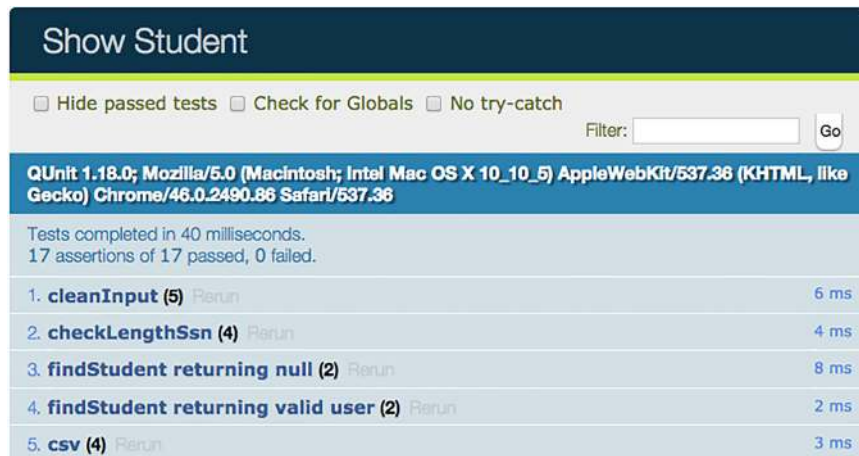 Show Student
Hide passed tests Check for Globals No try-catch
Filter: Go
QUnit 1.18.0; Mozilla/5.0 (Macintosh; Intel Mac OS X 10_10_5) AppleWebKit/537.36 (KHTML, like
Gecko) Chrome/46.0.2490.86 Safari/537.36
Tests completed in 40 milliseconds.
17 assertions of 17 passed, 0 failed.
1. cleanInput (5) Rerun 6 ms
2. checkLengthSsn (4) Rerun 4 ms
3. findStudent returning null (2) Rerun 8 ms
4. findStudent returning valid user (2) Rerun 2 ms
5. csv (4) Rerun 3 ms